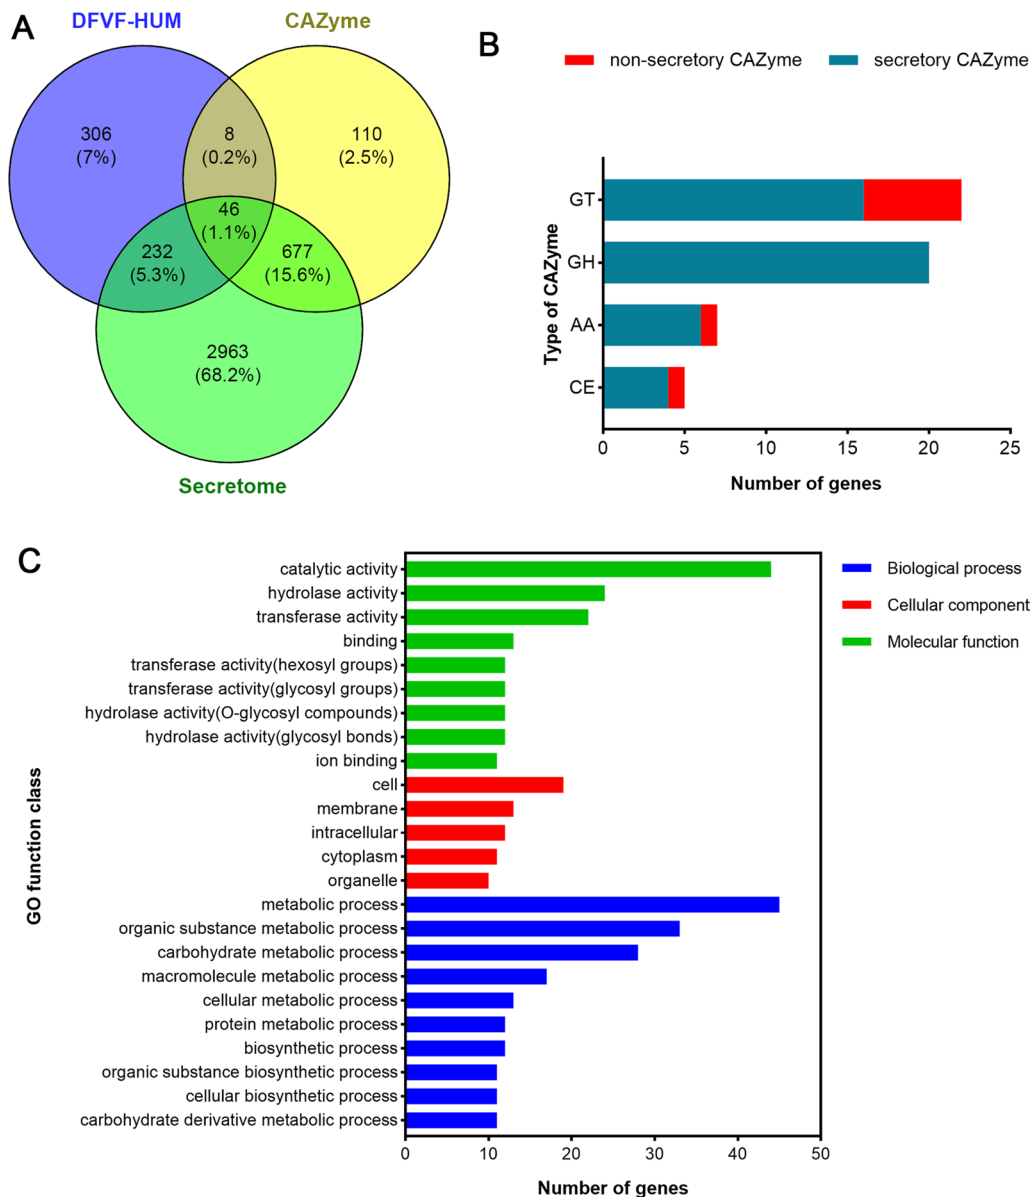 A
DFVF-HUM
CAZyme
306
(7%)
8
(0.2%)
110
(2.5%)
46
(1.1%)
232
(5.3%)
677
(15.6%)
2963
(68.2%)
Secretome
B
non-secretory CAZyme
secretory CAZyme
Type of CAZyme
GT
GH
AA
CE
0 5 10 15 20 25
Number of genes
C
GO function class
catalytic activity
hydrolase activity
transferase activity
binding
transferase activity(hexosyl groups)
transferase activity(glycosyl groups)
hydrolase activity(O-glycosyl compounds)
hydrolase activity(glycosyl bonds)
ion binding
cell
membrane
intracellular
cytoplasm
organelle
metabolic process
organic substance metabolic process
carbohydrate metabolic process
macromolecule metabolic process
cellular metabolic process
protein metabolic process
biosynthetic process
organic substance biosynthetic process
cellular biosynthetic process
carbohydrate derivative metabolic process
0 10 20 30 40 50
Number of genes
Biological process
Cellular component
Molecular function